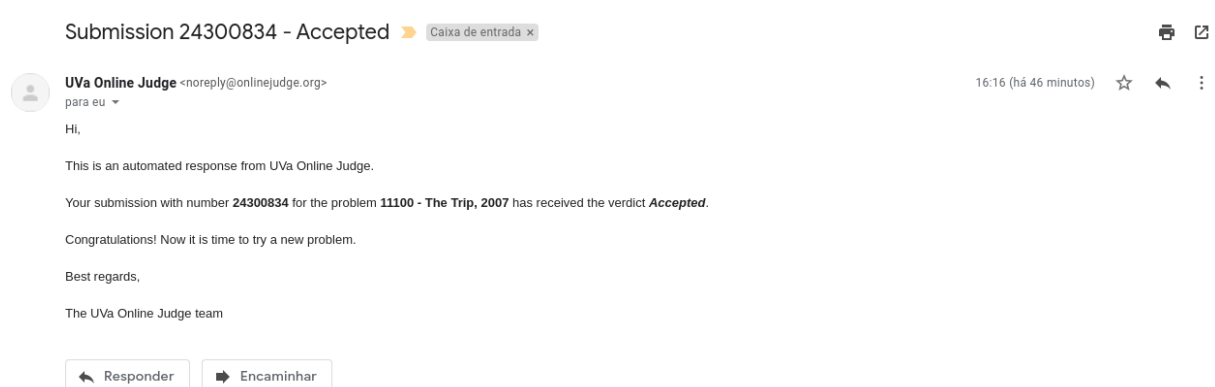 Submission 24300834 - Accepted Caixa de entrada ×
UVa Online Judge <noreply@onlinejudge.org> 16:16 (há 46 minutos)
para eu
Hi,
This is an automated response from UVa Online Judge.
Your submission with number 24300834 for the problem 11100 - The Trip, 2007 has received the verdict Accepted.
Congratulations! Now it is time to try a new problem.
Best regards,
The UVa Online Judge team
Responder Encaminhar